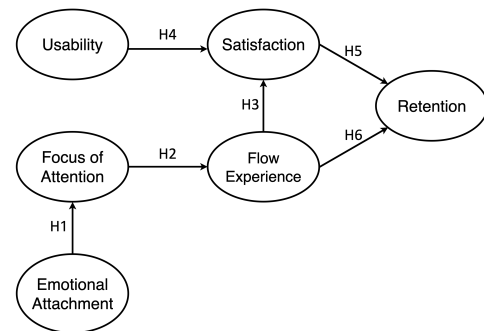 Usability
H4
Satisfaction
H5
Retention
H3
H6
Focus of
Attention
H2
Flow
Experience
H1
Emotional
Attachment